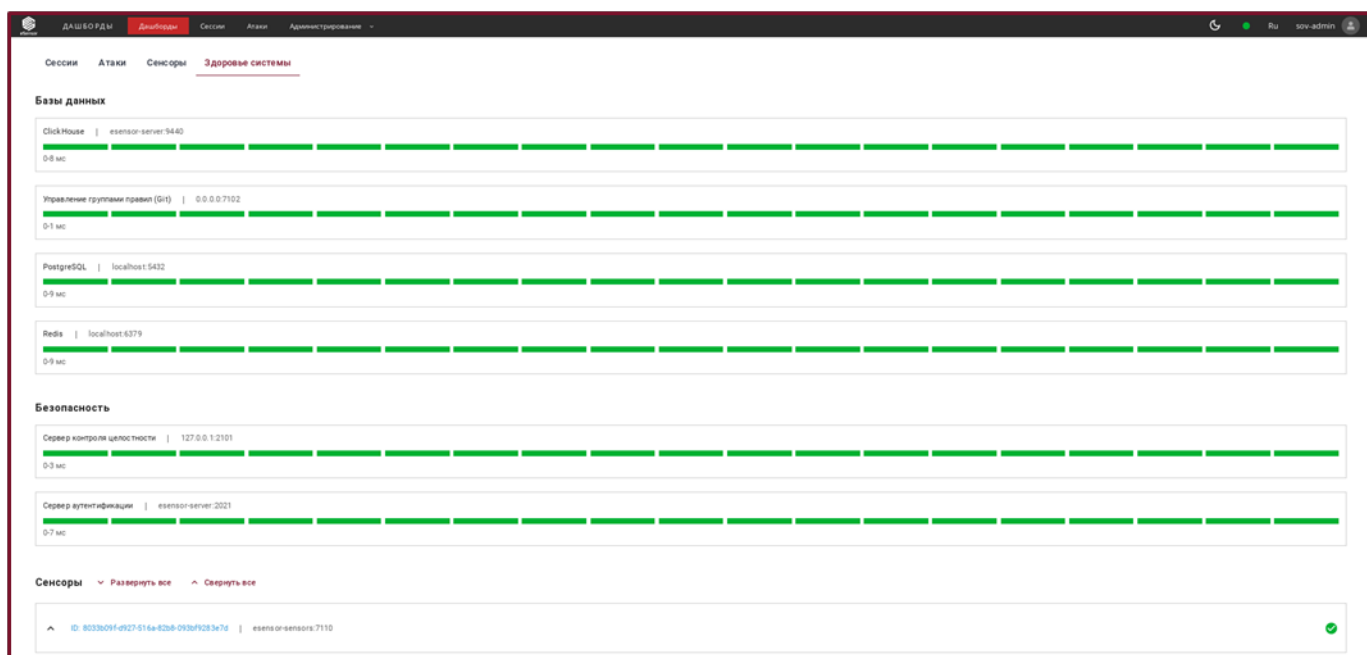 eSensor ДАШБОРДЫ Дашборды Сессии Атаки Администрирование Ru sov-admin
Сессии Атаки Сенсоры Здоровье системы
Базы данных
ClickHouse | esensor-server:9440
0-8 мс
Управление группами правил (Git) | 0.0.0.0:7102
0-1 мс
PostgreSQL | localhost:5432
0-9 мс
Redis | localhost:6379
0-9 мс
Безопасность
Сервер контроля целостности | 127.0.0.1:2101
0-3 мс
Сервер аутентификации | esensor-server:2021
0-7 мс
Сенсоры Развернуть все Свернуть все
ID: 8033b09f-d927-516a-82b8-093bf9283e7d | esensor-sensors:7110